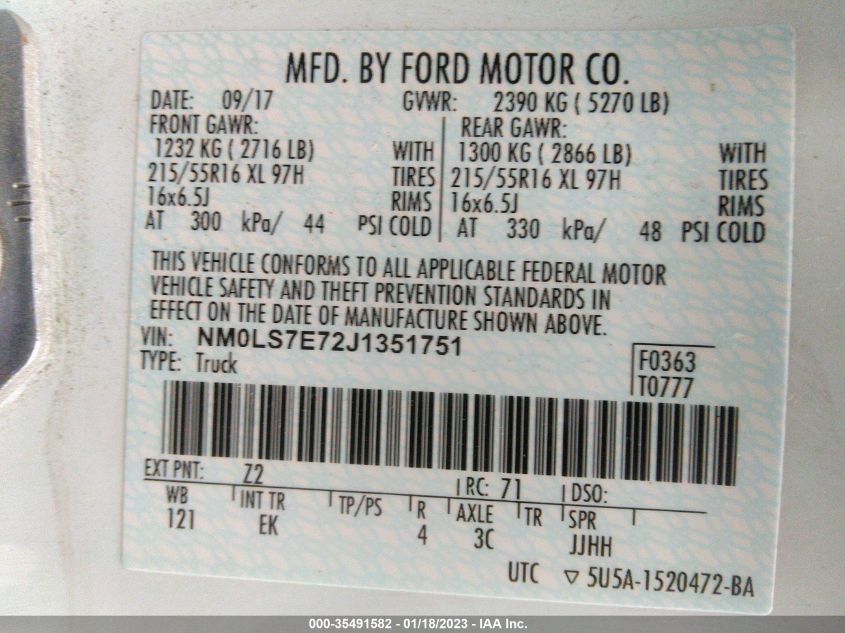 MFD. BY FORD MOTOR CO.
DATE: 09/17 GVWR: 2390 KG ( 5270 LB)
FRONT GAWR: REAR GAWR:
1232 KG ( 2716 LB) WITH 1300 KG ( 2866 LB) WITH
215/55R16 XL 97H TIRES 215/55R16 XL 97H TIRES
16x6.5J RIMS 16x6.5J RIMS
AT 300 kPa/ 44 PSI COLD AT 330 kPa/ 48 PSI COLD
THIS VEHICLE CONFORMS TO ALL APPLICABLE FEDERAL MOTOR
VEHICLE SAFETY AND THEFT PREVENTION STANDARDS IN
EFFECT ON THE DATE OF MANUFACTURE SHOWN ABOVE.
VIN: NM0LS7E72J1351751
TYPE: Truck
F0363
T0777
EXT PNT: Z2 RC: 71 DSO:
WB INT TR TP/PS R AXLE TR SPR
121 EK 4 3C JJHH
UTC ▽ 5U5A-1520472-BA
000-35491582 - 01/18/2023 - IAA Inc.